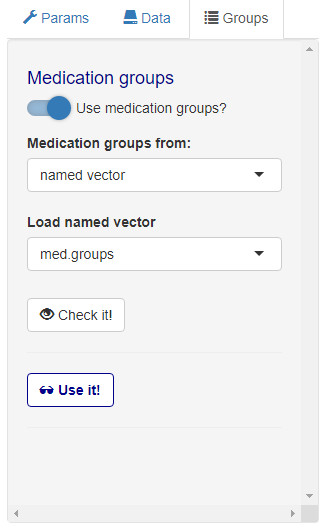 Params Data Groups
Medication groups
Use medication groups?
Medication groups from:
named vector
Load named vector
med.groups
Check it!
Use it!